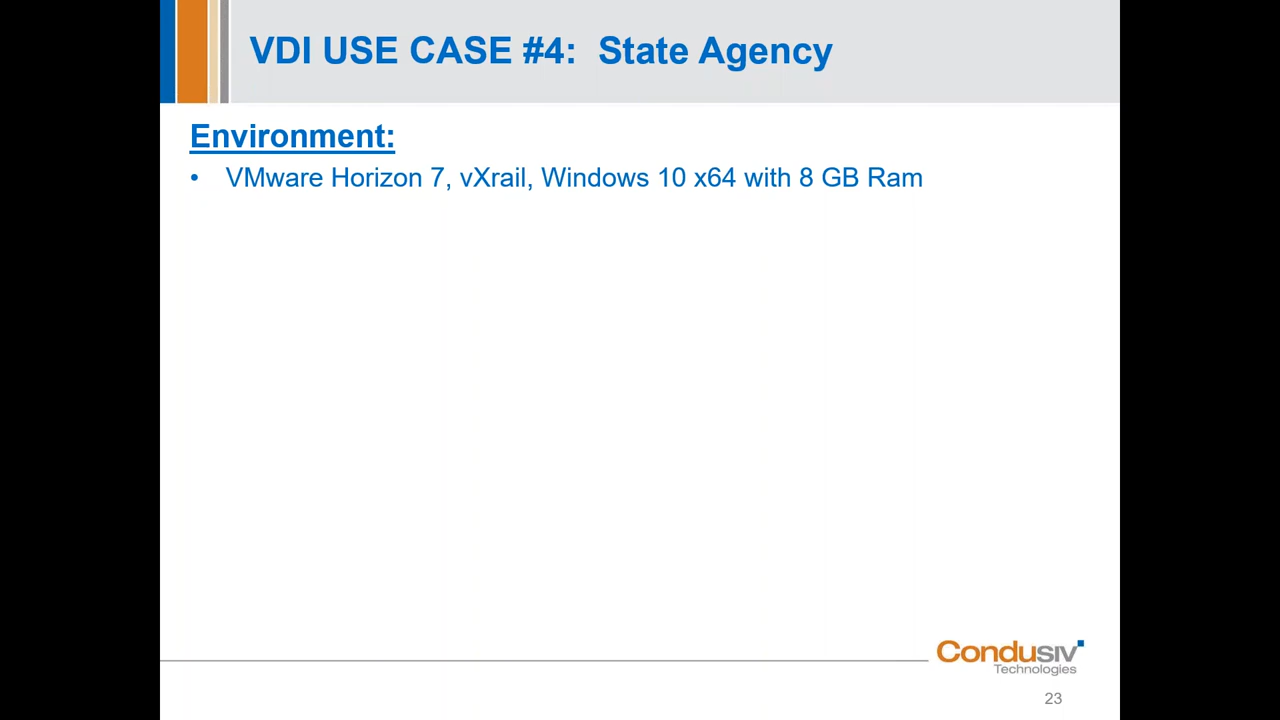 VDI USE CASE #4: State Agency
Environment:
• VMware Horizon 7, vXrail, Windows 10 x64 with 8 GB Ram
Condusiv
Technologies
23